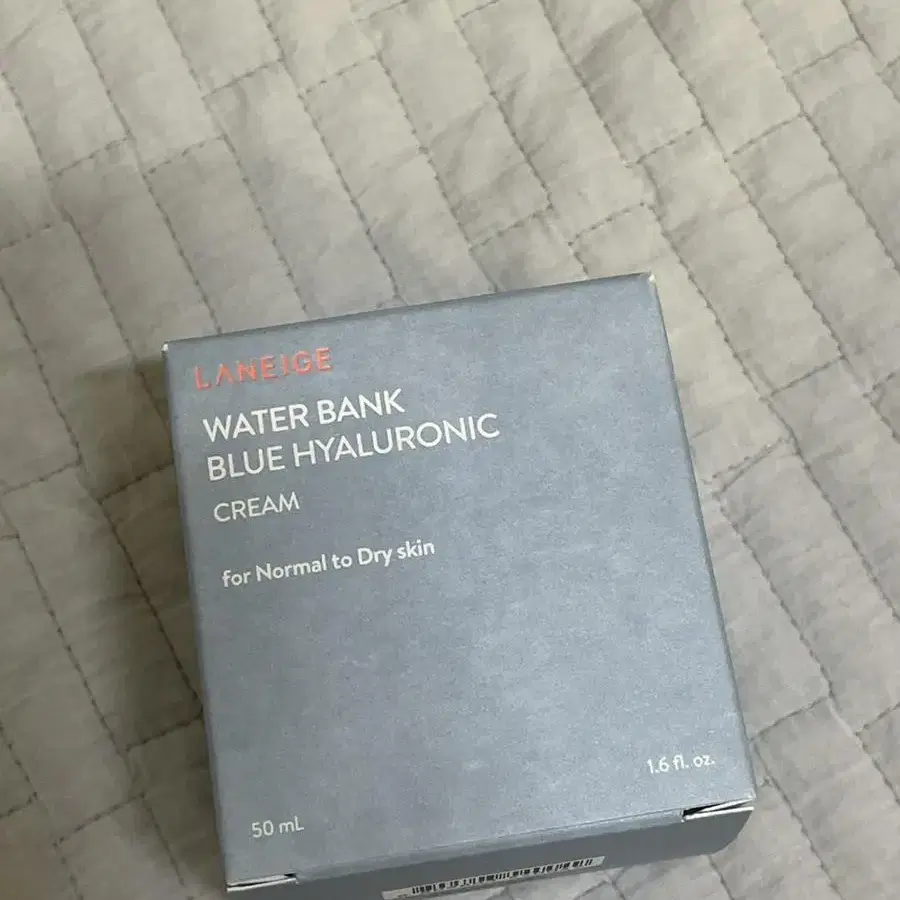 LANEIGE
WATER BANK
BLUE HYALURONIC
CREAM
for Normal to Dry skin
1.6 fl. oz.
50 mL